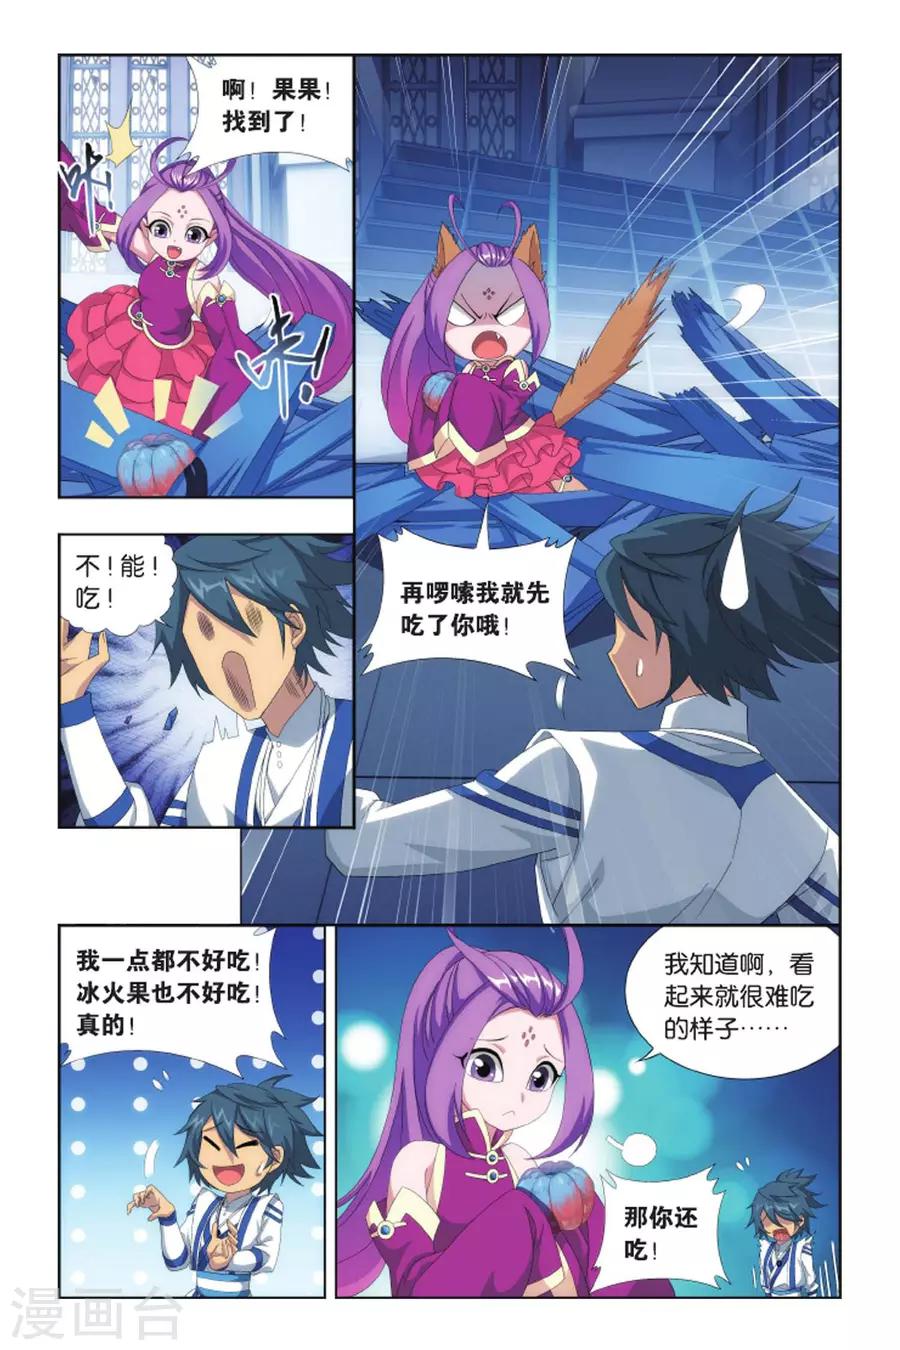 啊！果果！
找到了！
咔！
咔！
不！能！
吃！
再啰嗦我就先
吃了你哦！
我一点都不好吃！
冰火果也不好吃！
真的！
我知道啊，看
起来就很难吃
的样子……
那你还
吃！
漫画台